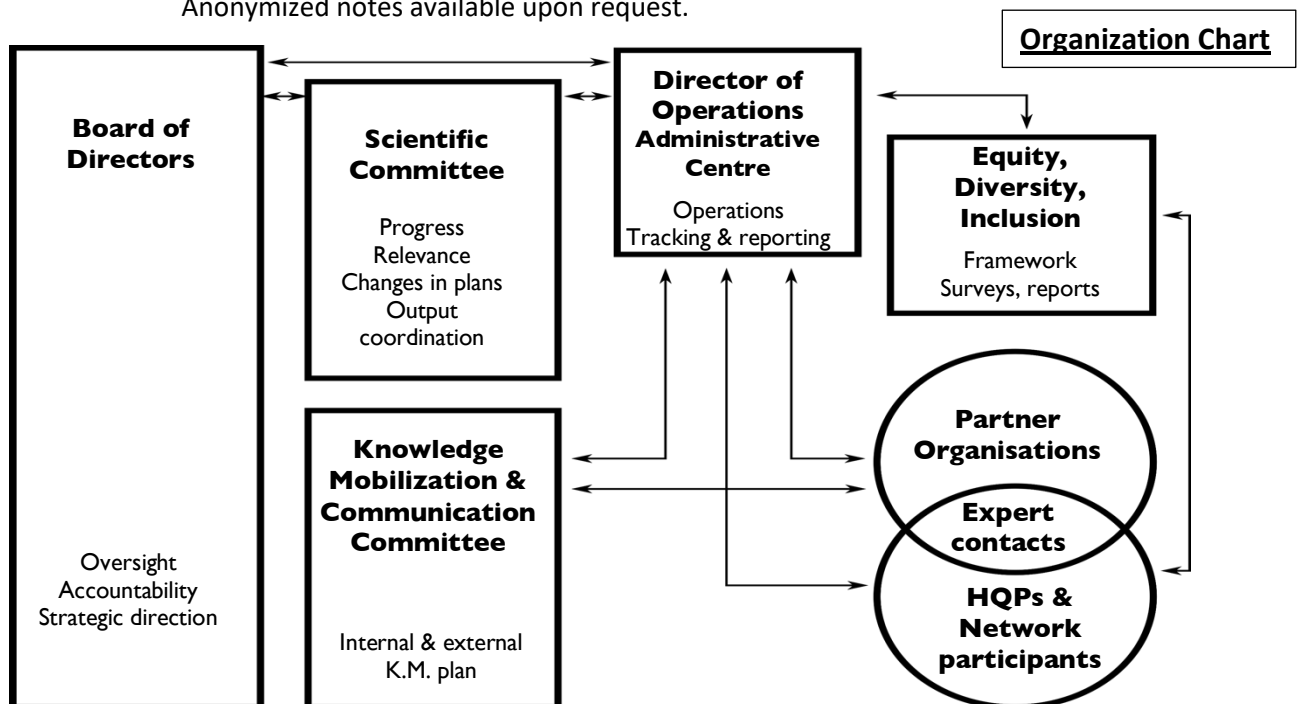 Anonymized notes available upon request.
Organization Chart
Board of
Directors
Oversight
Accountability
Strategic direction
Scientific
Committee
Progress
Relevance
Changes in plans
Output
coordination
Knowledge
Mobilization &
Communication
Committee
Internal & external
K.M. plan
Director of
Operations
Administrative
Centre
Operations
Tracking & reporting
Equity,
Diversity,
Inclusion
Framework
Surveys, reports
Partner
Organisations
Expert
contacts
HQPs &
Network
participants